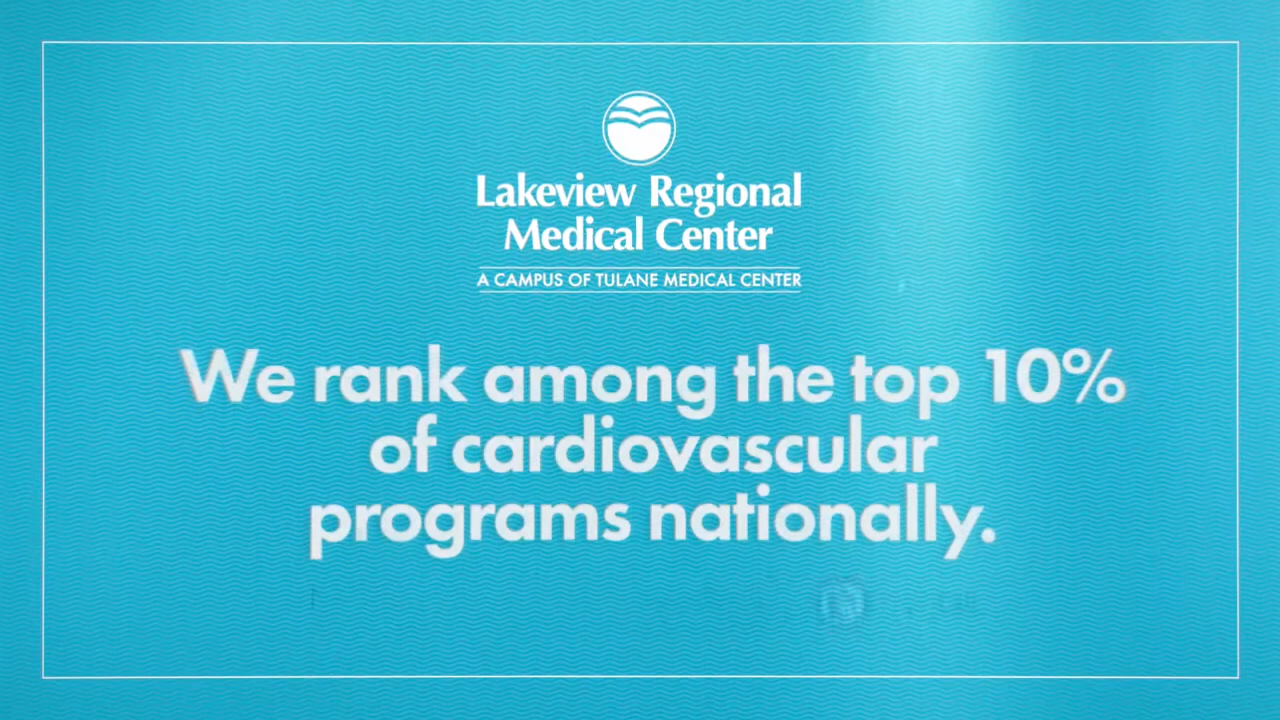 Lakeview Regional
Medical Center
A CAMPUS OF TULANE MEDICAL CENTER
We rank among the top 10%
of cardiovascular
programs nationally.